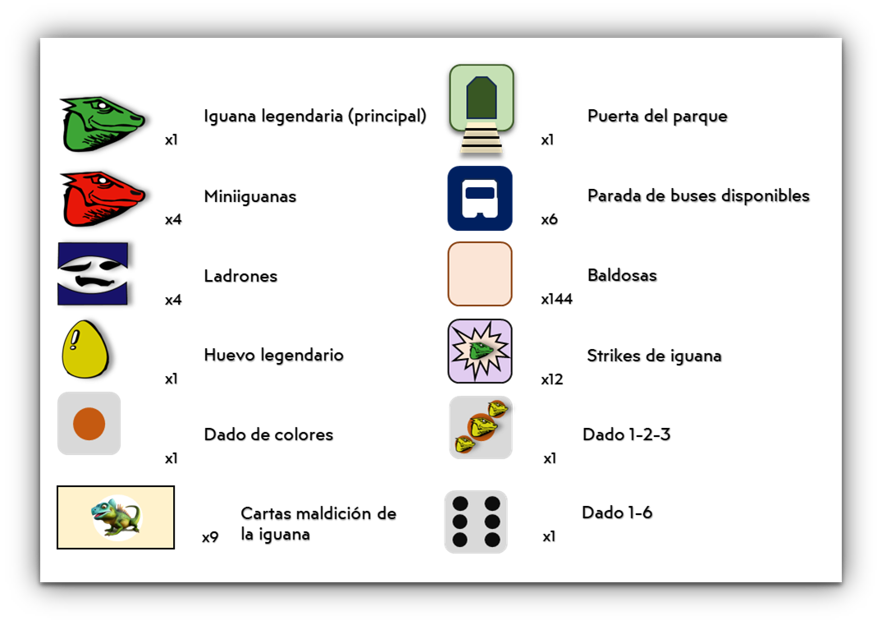 Iguana legendaria (principal)
x1
Miniiguanas
x4
Ladrones
x4
Huevo legendario
x1
Dado de colores
x1
Cartas maldición de
la iguana
x9
Puerta del parque
x1
Parada de buses disponibles
x6
Baldosas
x144
Strikes de iguana
x12
Dado 1-2-3
x1
Dado 1-6
x1